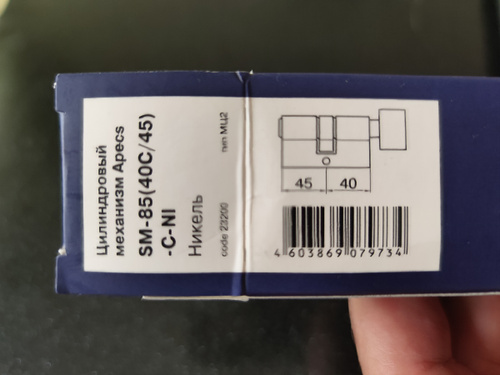 Цилиндровый
механизм Apecs
SM-85(40C/45)
-C-NI
Никель
code 23200
тип МЦ2
45 40
4 603869 079734